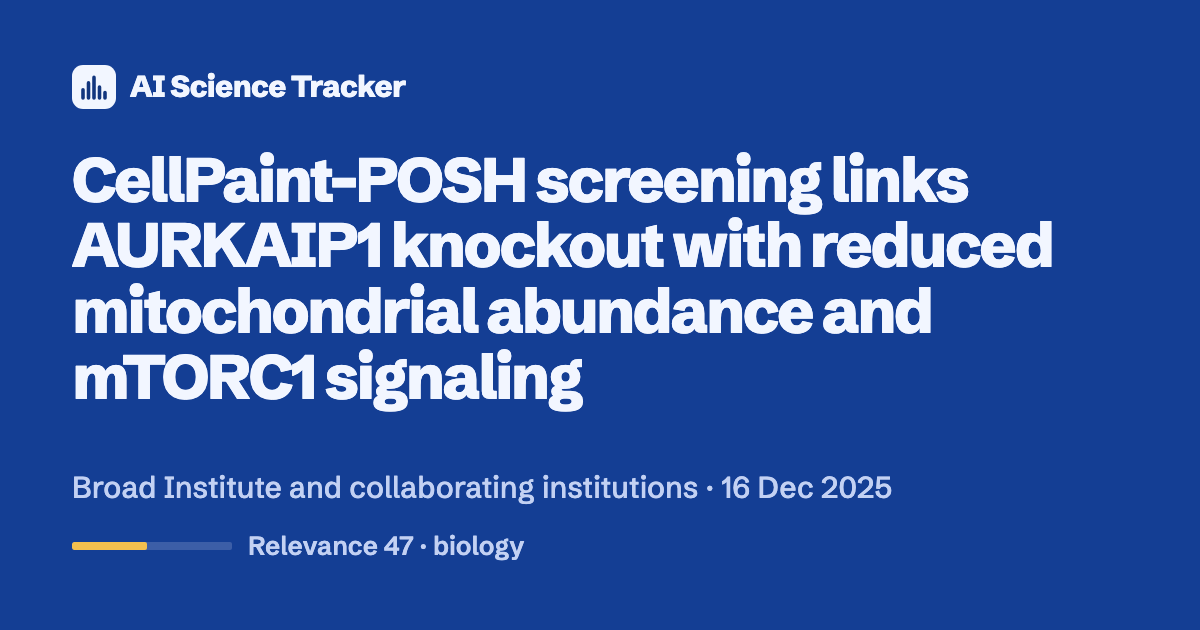 AI Science Tracker
CellPaint-POSH screening links
AURKAIP1 knockout with reduced
mitochondrial abundance and
mTORC1 signaling
Broad Institute and collaborating institutions · 16 Dec 2025
Relevance 47 · biology